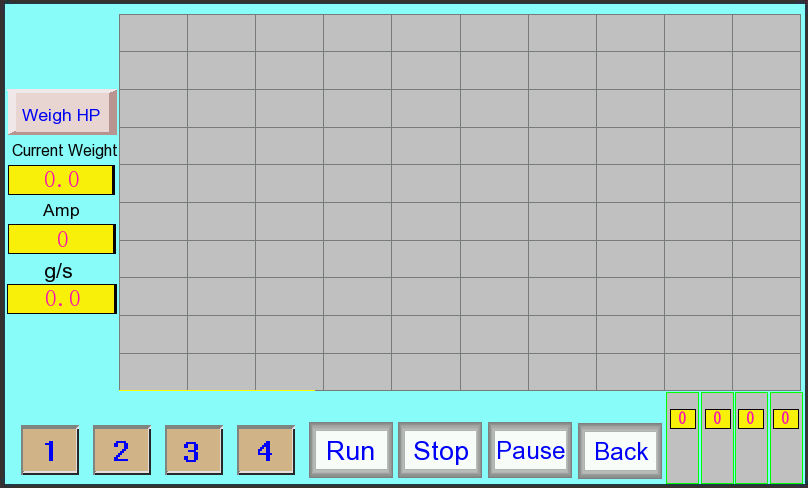 Weigh HP
Current Weight
0.0
Amp
0
g/s
0.0
1 2 3 4 Run Stop Pause Back
0 0 0 0